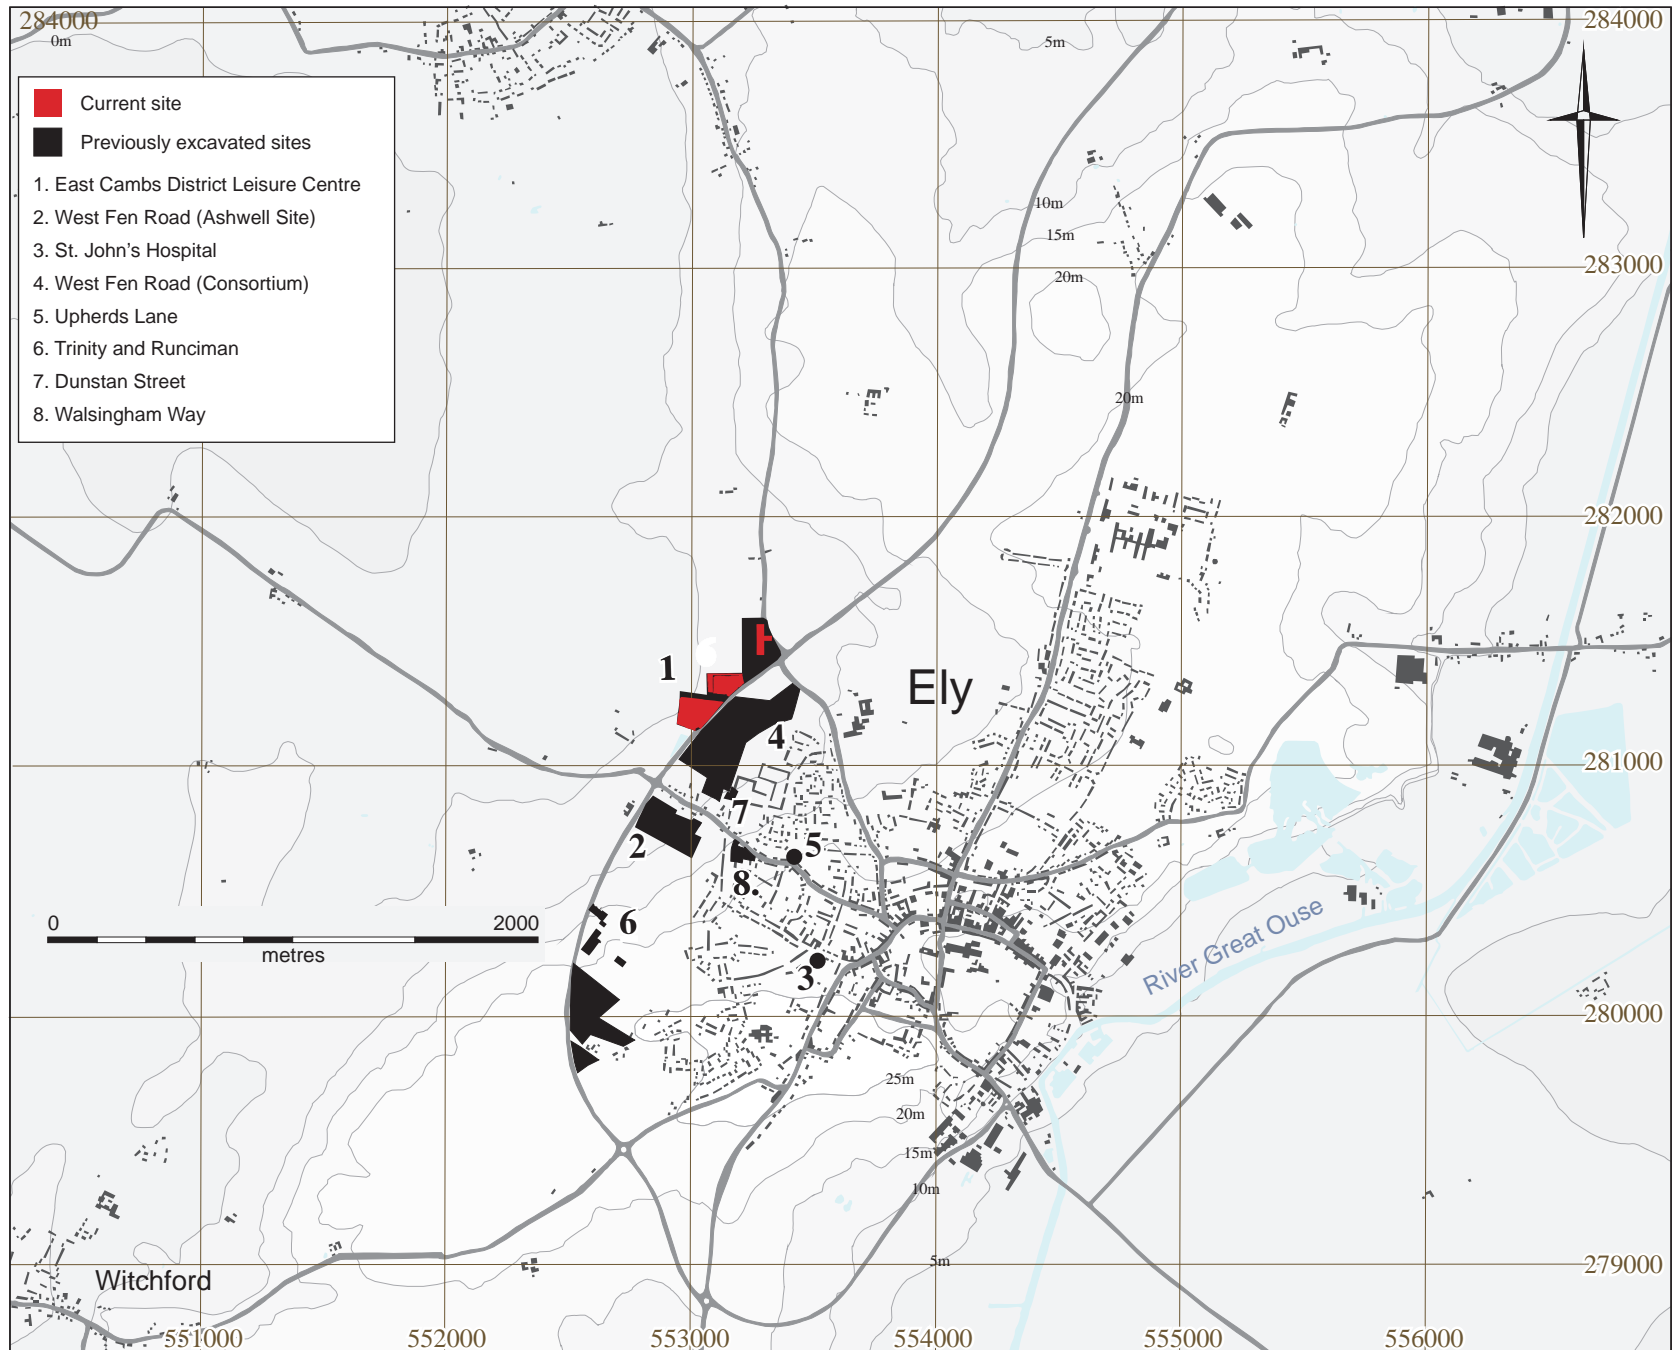 284000
0m
5m
284000
Current site
Previously excavated sites
1. East Cambs District Leisure Centre
2. West Fen Road (Ashwell Site)
3. St. John’s Hospital
4. West Fen Road (Consortium)
5. Upherds Lane
6. Trinity and Runciman
7. Dunstan Street
8. Walsingham Way
10m
15m
20m
283000
20m
282000
H
6
1
Ely
4
281000
7
2
5
8.
0 2000
metres
6
3
River Great Ouse
280000
25m
20m
15m
10m
5m
279000
Witchford
551000 552000 553000 554000 555000 556000